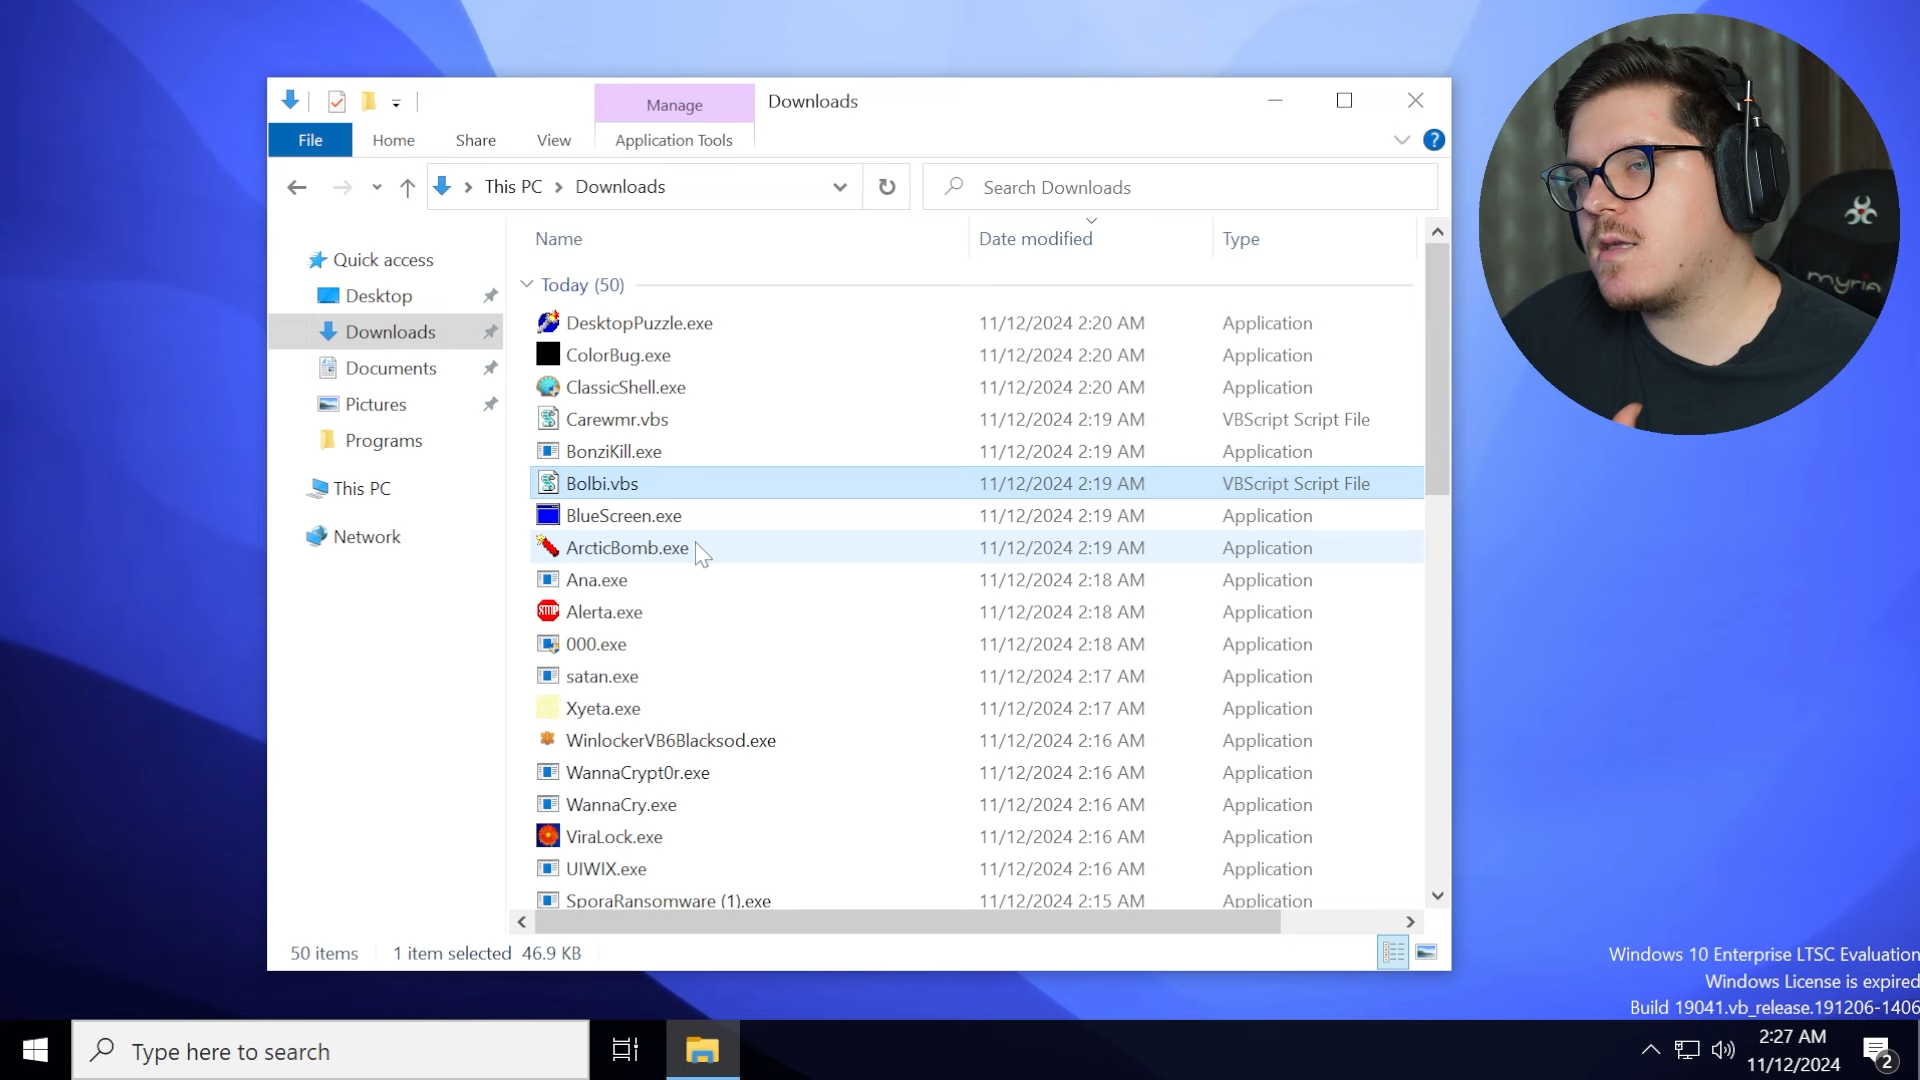 Manage
Downloads
File
Home
Share
View
Application Tools
This PC
Downloads
Search Downloads
Name
Date modified
Type
Quick access
Desktop
Downloads
Documents
Pictures
Programs
This PC
Network
Today (50)
DesktopPuzzle.exe 11/12/2024 2:20 AM Application
ColorBug.exe 11/12/2024 2:20 AM Application
ClassicShell.exe 11/12/2024 2:20 AM Application
Carewmr.vbs 11/12/2024 2:19 AM VBScript Script File
BonziKill.exe 11/12/2024 2:19 AM Application
Bolbi.vbs 11/12/2024 2:19 AM VBScript Script File
BlueScreen.exe 11/12/2024 2:19 AM Application
ArcticBomb.exe 11/12/2024 2:19 AM Application
Ana.exe 11/12/2024 2:18 AM Application
STOP Alerta.exe 11/12/2024 2:18 AM Application
000.exe 11/12/2024 2:18 AM Application
satan.exe 11/12/2024 2:17 AM Application
Xyeta.exe 11/12/2024 2:17 AM Application
WinlockerVB6Blacksod.exe 11/12/2024 2:16 AM Application
WannaCrypt0r.exe 11/12/2024 2:16 AM Application
WannaCry.exe 11/12/2024 2:16 AM Application
ViraLock.exe 11/12/2024 2:16 AM Application
UIWIX.exe 11/12/2024 2:16 AM Application
SporaRansomware (1).exe 11/12/2024 2:15 AM Application
50 items 1 item selected 46.9 KB
myria
Windows 10 Enterprise LTSC Evaluation
Windows License is expired
Build 19041.vb_release.191206-1406
Type here to search
2:27 AM
11/12/2024
2